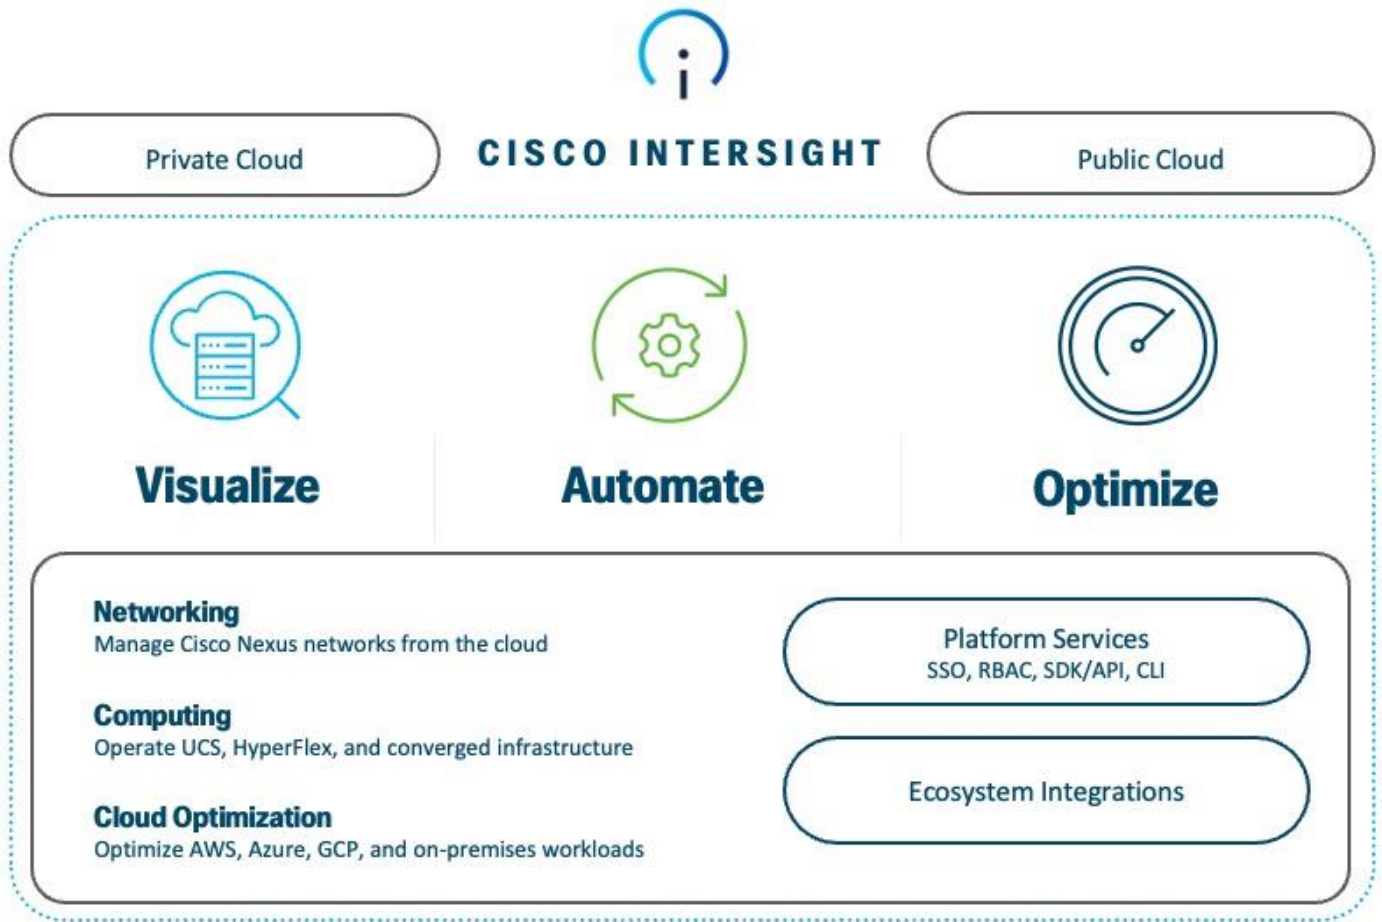 Private Cloud
CISCO INTERSIGHT
Public Cloud
Visualize
Automate
Optimize
Networking
Manage Cisco Nexus networks from the cloud
Computing
Operate UCS, HyperFlex, and converged infrastructure
Cloud Optimization
Optimize AWS, Azure, GCP, and on-premises workloads
Platform Services
SSO, RBAC, SDK/API, CLI
Ecosystem Integrations